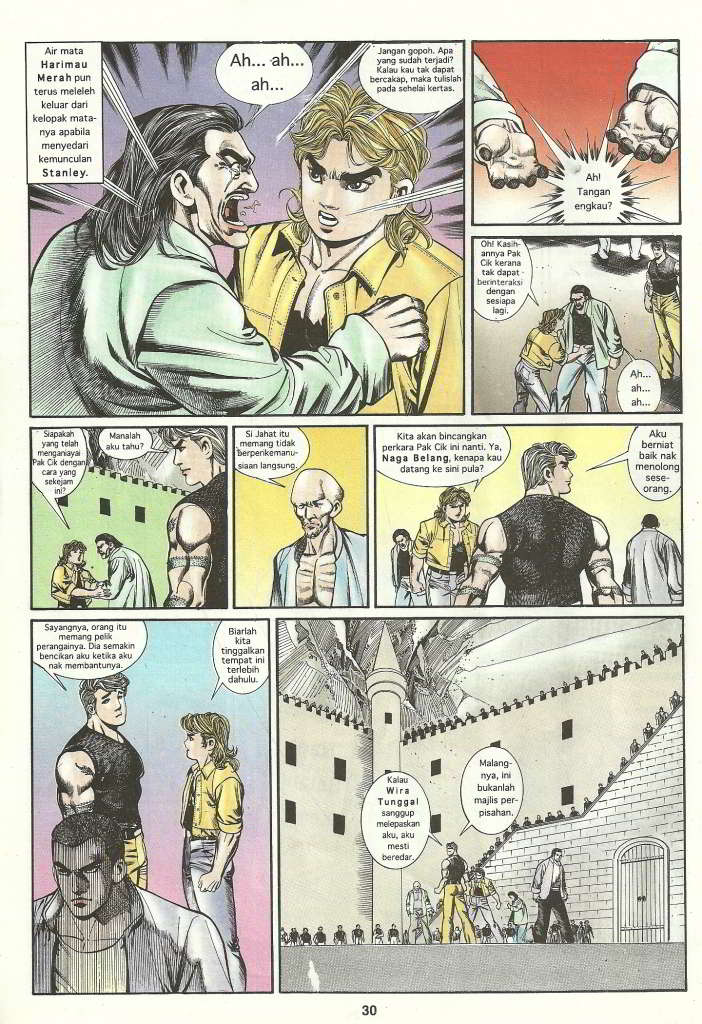 Air mata
Harimau
Merah pun
terus meleleh
keluar dari
kelopak mata-
nya apabila
menyedari
kemunculan
Stanley.
Ah... ah...
ah...
Jangan gopoh. Apa
yang sudah terjadi?
Kalau kau tak dapat
bercakap, maka tulislah
pada sehelai kertas.
Ah!
Tangan
engkau?
Oh! Kasih-
annya Pak
Cik kerana
tak dapat
berinteraksi
dengan
sesiapa
lagi.
Ah...
ah...
ah...
Siapakah
yang telah
menganiayai
Pak Cik dengan
cara yang
sekejam
ini?
Manalah
aku tahu?
Si Jahat itu
memang tidak
berperikemanu-
siaan langsung.
Kita akan bincangkan
perkara Pak Cik ini nanti. Ya,
Naga Belang, kenapa kau
datang ke sini pula?
Aku
berniat
baik nak
menolong
sese-
orang.
Sayangnya, orang itu
memang pelik
perangainya. Dia semakin
bencikan aku ketika aku
nak membantunya.
Biarlah
kita
tinggalkan
tempat ini
terlebih
dahulu.
Kalau
Wira
Tunggal
sanggup
melepaskan
aku, aku
mesti
beredar.
Malang-
nya, ini
bukanlah
majlis per-
pisahan.
30